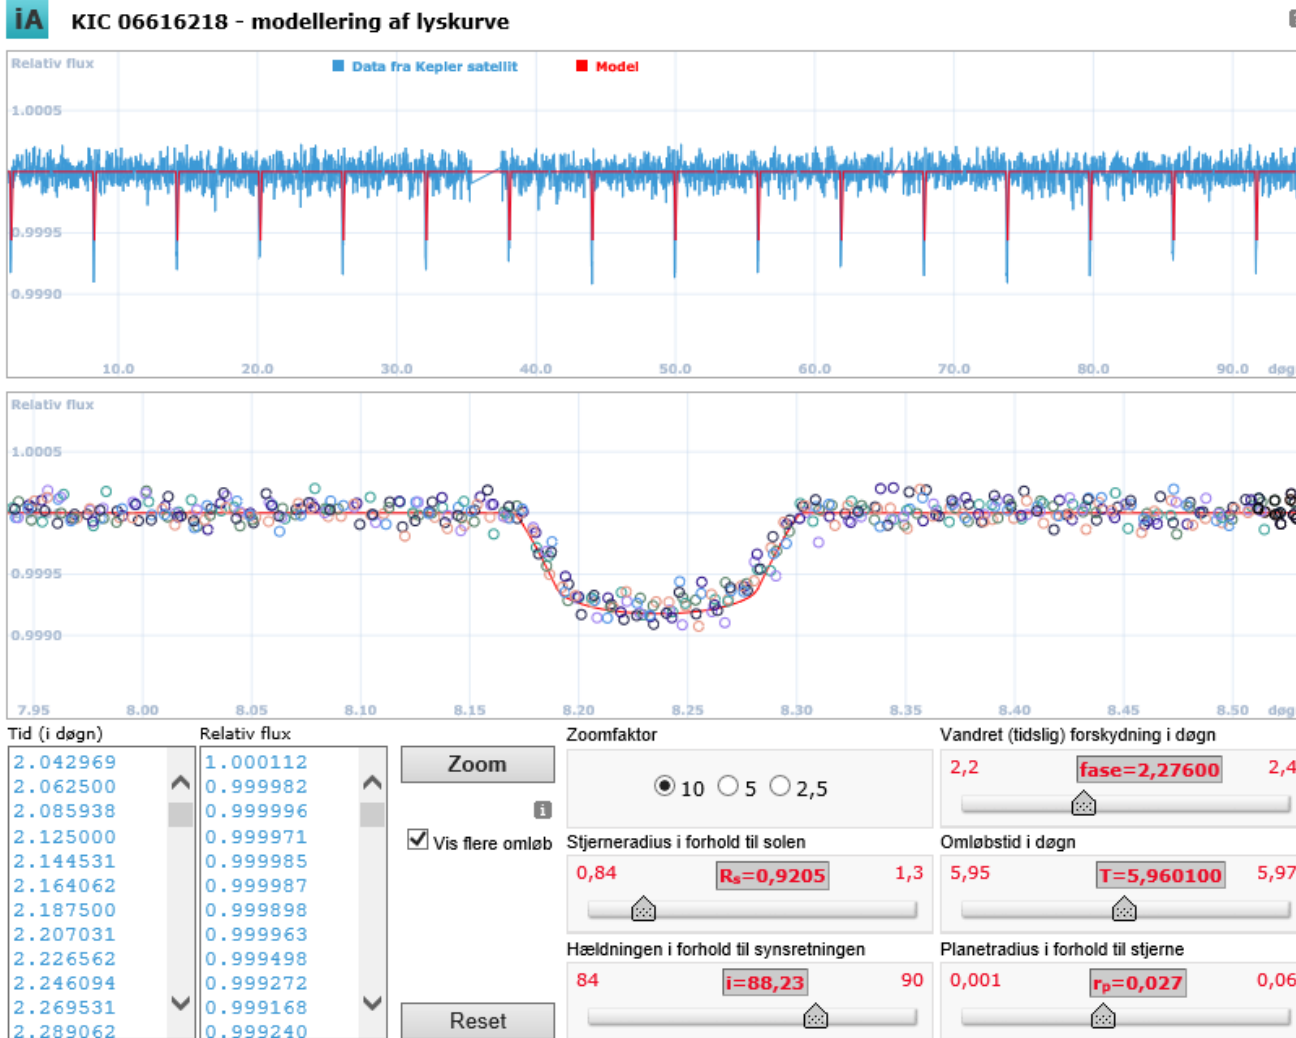 iA KIC 06616218 - modellering af lyskurve
Relativ flux
Data fra Kepler satellit
Model
1.0005
0.9995
0.9990
10.0 20.0 30.0 40.0 50.0 60.0 70.0 80.0 90.0
Relativ flux
1.0005
0.9995
0.9990
7.95 8.00 8.05 8.10 8.15 8.20 8.25 8.30 8.35 8.40 8.45 8.50
Tid (i døgn)
2.042969
2.062500
2.085938
2.125000
2.144531
2.164062
2.187500
2.207031
2.226562
2.246094
2.269531
2.289062
Relativ flux
1.000112
0.999982
0.999996
0.999971
0.999985
0.999987
0.999898
0.999963
0.999498
0.999272
0.999168
0.999240
Zoom
i
Vis flere omløb
Reset
Zoomfaktor
10 5 2,5
Vandret (tidslig) forskydning i døgn
2,2 fase=2,27600 2,4
Stjerneradius i forhold til solen
0,84 Rs=0,9205 1,3
Omløbstid i døgn
5,95 T=5,960100 5,97
Hældningen i forhold til synsretningen
84 i=88,23 90
Planetradius i forhold til stjerne
0,001 rp=0,027 0,06